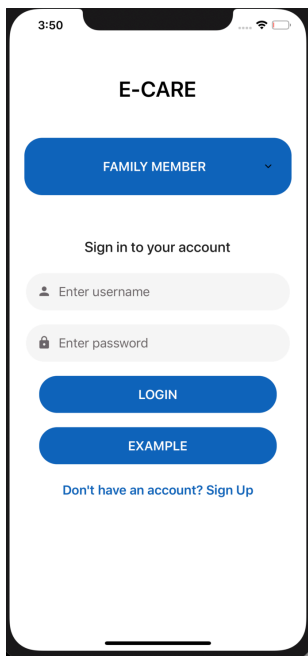 3:50
E-CARE
FAMILY MEMBER
Sign in to your account
Enter username
Enter password
LOGIN
EXAMPLE
Don't have an account? Sign Up